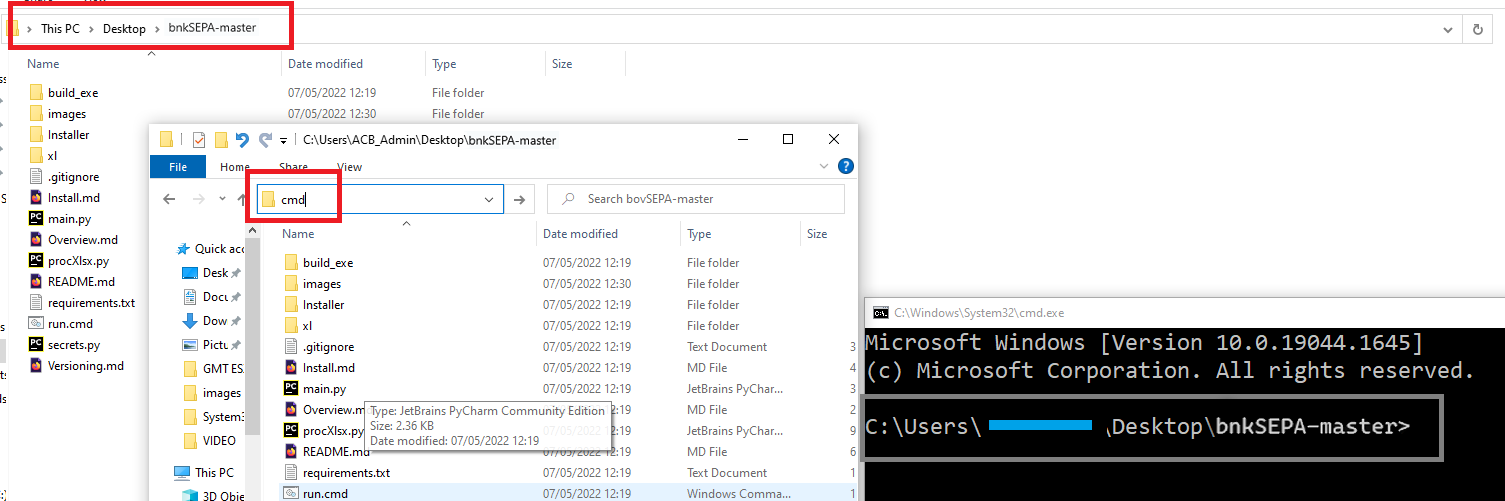 This PC > Desktop > bnkSEPA-master
Name Date modified Type Size
build_exe 07/05/2022 12:19 File folder
images 07/05/2022 12:30 File folder
Installer
xl
.gitignore
Install.md
main.py
Overview.md
procXlsx.py
README.md
requirements.txt
run.cmd
secrets.py
Versioning.md
C:\Users\ACB_Admin\Desktop\bnkSEPA-master
File Home Share View
cmd
Search bovSEPA-master
Quick acc
Desk
Docu
Dow
Pictu
GMT ES
images
System3
VIDEO
This PC
3D Obje
Name Date modified Type Size
build_exe 07/05/2022 12:19 File folder
images 07/05/2022 12:30 File folder
Installer 07/05/2022 12:19 File folder
xl 07/05/2022 12:19 File folder
.gitignore 07/05/2022 12:19 Text Document 3
Install.md 07/05/2022 12:19 MD File 4
main.py 07/05/2022 12:19 JetBrains PyChar... 3
Overview.m 07/05/2022 12:19 MD File 2
procXlsx.py 07/05/2022 12:19 JetBrains PyChar... 9
README.md 07/05/2022 12:19 MD File 6
requirements.txt 07/05/2022 12:19 Text Document 1
run.cmd 07/05/2022 12:19 Windows Comma... 1
Type: JetBrains PyCharm Community Edition
Size: 2.36 KB
Date modified: 07/05/2022 12:19
C:\Windows\System32\cmd.exe
Microsoft Windows [Version 10.0.19044.1645]
(c) Microsoft Corporation. All rights reserved.
C:\Users\ \Desktop\bnkSEPA-master>